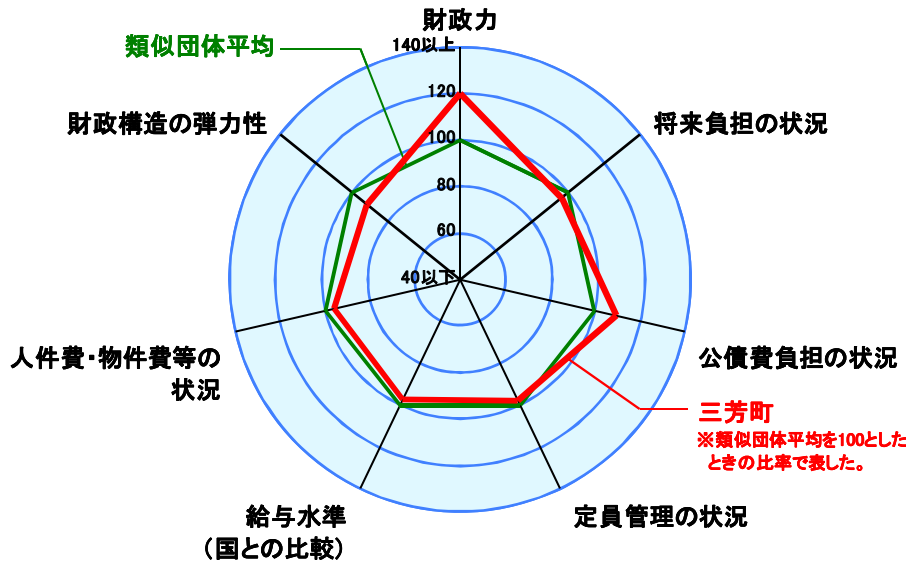 財政力
140以上
類似団体平均
120
財政構造の弾力性
将来負担の状況
100
80
60
40以下
人件費・物件費等の
状況
公債費負担の状況
三芳町
※類似団体平均を100とした
ときの比率で表した。
給与水準
（国との比較）
定員管理の状況